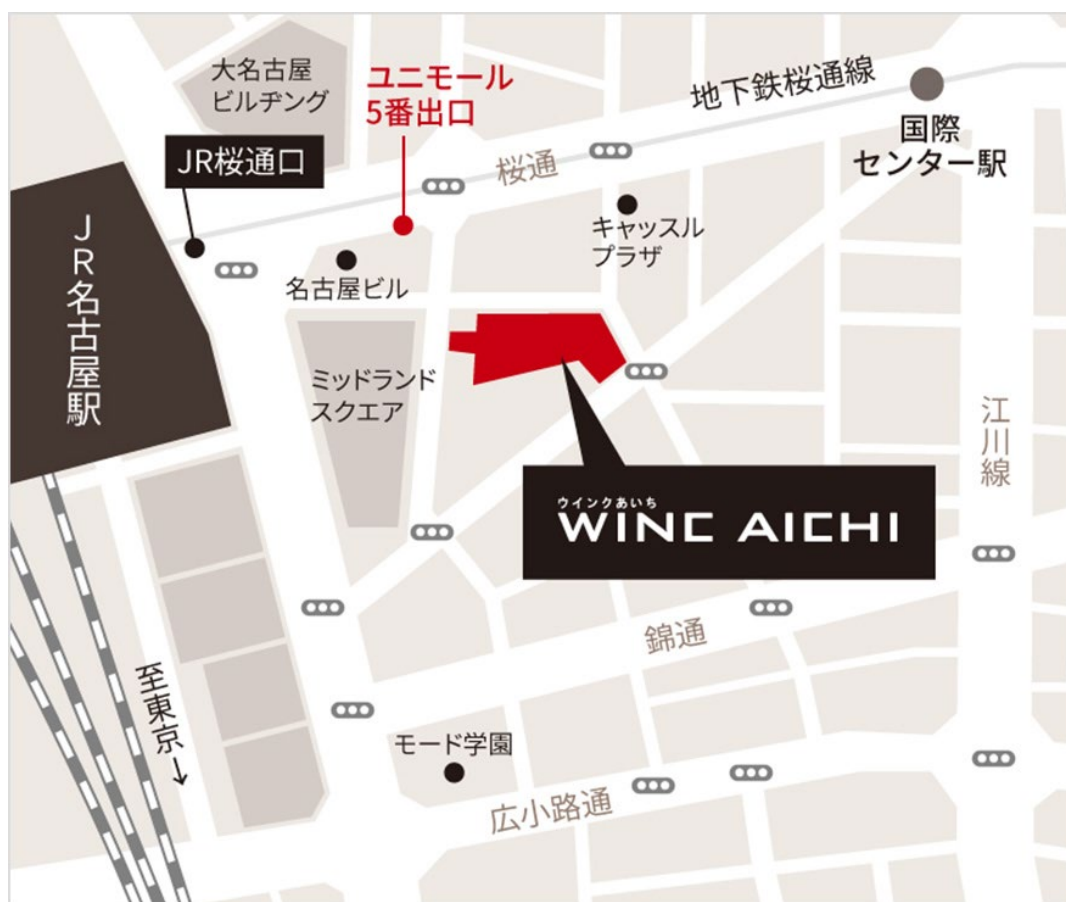 大名古屋
ビルヂング
ユニモール
5番出口
地下鉄桜通線
国際
センター駅
JR桜通口
桜通
キャッスル
プラザ
名古屋ビル
JR名古屋駅
ミッドランド
スクエア
江川線
ウインクあいち
WINC AICHI
錦通
至東京→
モード学園
広小路通